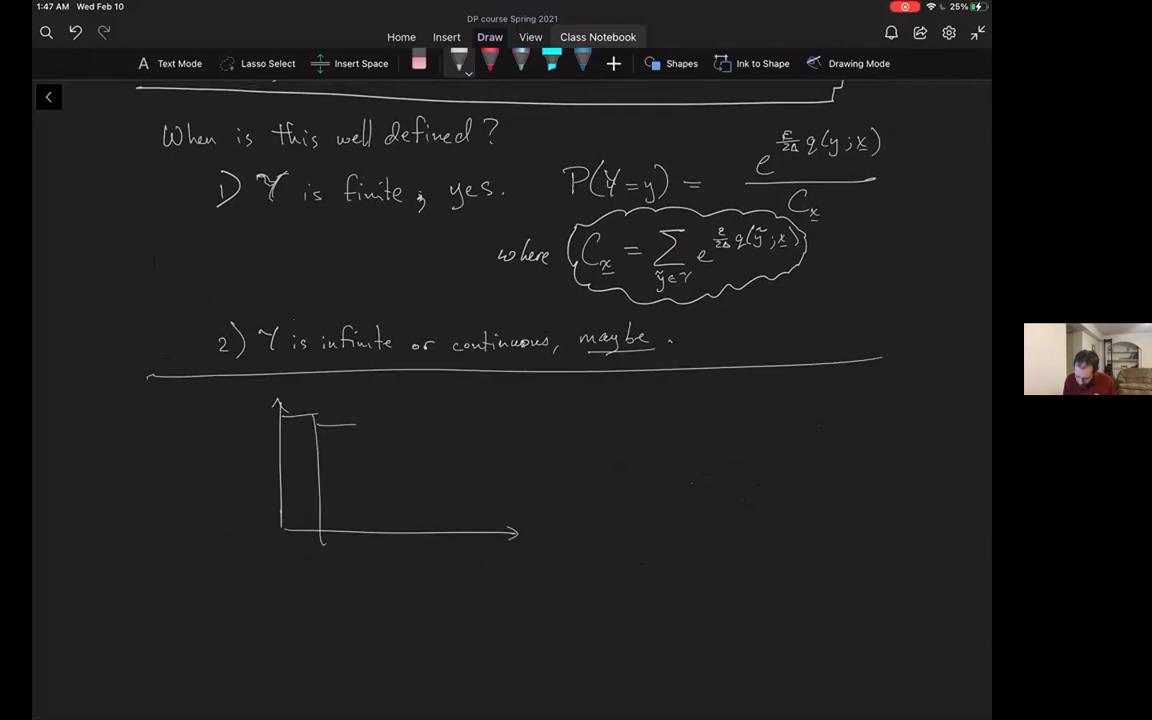 1:47 AM Wed Feb 10
25%
DP course Spring 2021
Home Insert Draw View Class Notebook
Text Mode Lasso Select Insert Space Shapes Ink to Shape Drawing Mode
When is this well defined?
1) Y is finite; yes. P(Y=y) = e^{ε/2Δ q(y;x)} / C_x
where C_x = Σ_{ỹ∈Y} e^{ε/2Δ q(ỹ;x)}
2) Y is infinite or continuous, maybe.